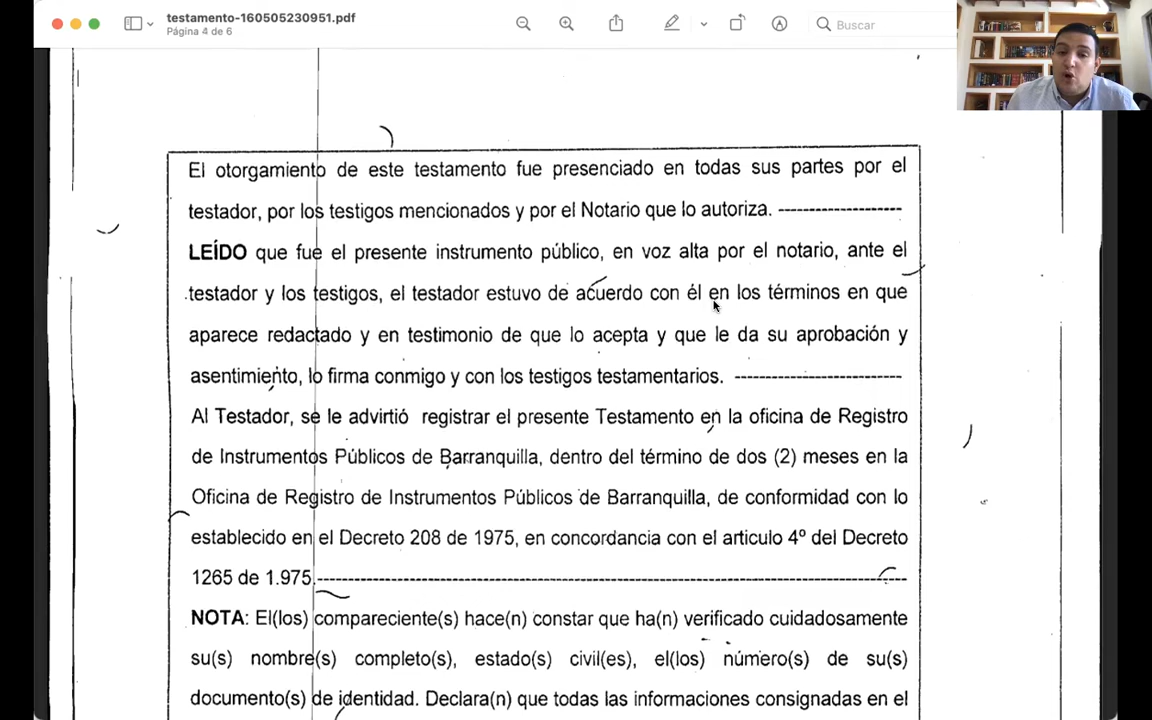 testamento-160505230951.pdf
Página 4 de 6
Buscar
El otorgamiento de este testamento fue presenciado en todas sus partes por el
testador, por los testigos mencionados y por el Notario que lo autoriza. --------------------
LEÍDO que fue el presente instrumento público, en voz alta por el notario, ante el
testador y los testigos, el testador estuvo de acuerdo con él en los términos en que
aparece redactado y en testimonio de que lo acepta y que le da su aprobación y
asentimiento, lo firma conmigo y con los testigos testamentarios. ---------------------------
Al Testador, se le advirtió registrar el presente Testamento en la oficina de Registro
de Instrumentos Públicos de Barranquilla, dentro del término de dos (2) meses en la
Oficina de Registro de Instrumentos Públicos de Barranquilla, de conformidad con lo
establecido en el Decreto 208 de 1975, en concordancia con el articulo 4º del Decreto
1265 de 1.975.--------------------------------------------------------------------------------
NOTA: El(los) compareciente(s) hace(n) constar que ha(n) verificado cuidadosamente
su(s) nombre(s) completo(s), estado(s) civil(es), el(los) número(s) de su(s)
documento(s) de identidad. Declara(n) que todas las informaciones consignadas en el